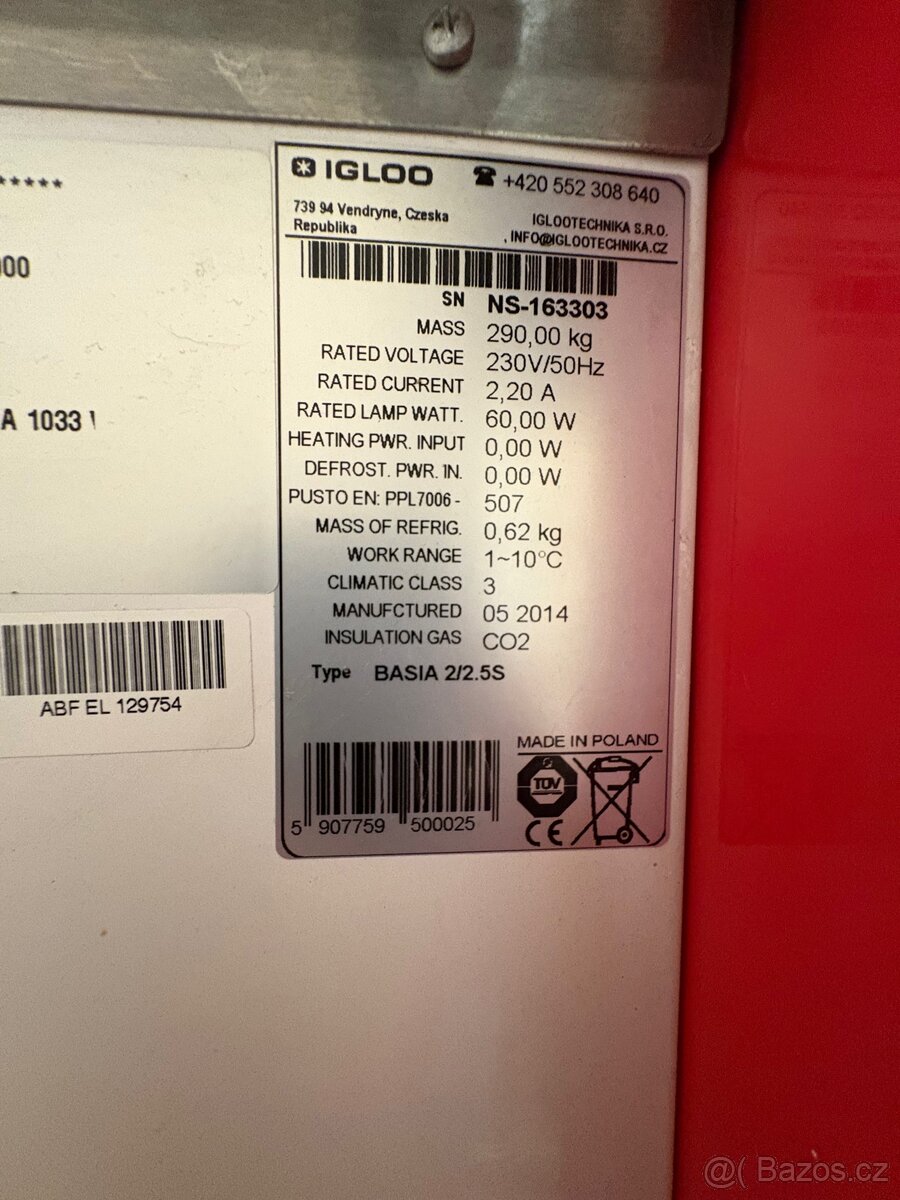 *****
IGLOO ☎ +420 552 308 640
739 94 Vendryne, Czeska
Republika
IGLOOTECHNIKA S.R.O.
, INFO@IGLOOTECHNIKA.CZ
SN NS-163303
MASS 290,00 kg
RATED VOLTAGE 230V/50Hz
RATED CURRENT 2,20 A
RATED LAMP WATT. 60,00 W
HEATING PWR. INPUT 0,00 W
DEFROST. PWR. IN. 0,00 W
PUSTO EN: PPL7006 - 507
MASS OF REFRIG. 0,62 kg
WORK RANGE 1~10°C
CLIMATIC CLASS 3
MANUFCTURED 05 2014
INSULATION GAS CO2
Type BASIA 2/2.5S
MADE IN POLAND
TÜV
CE
5 907759 500025
00
A 1033
ABF EL 129754
@( Bazos.cz